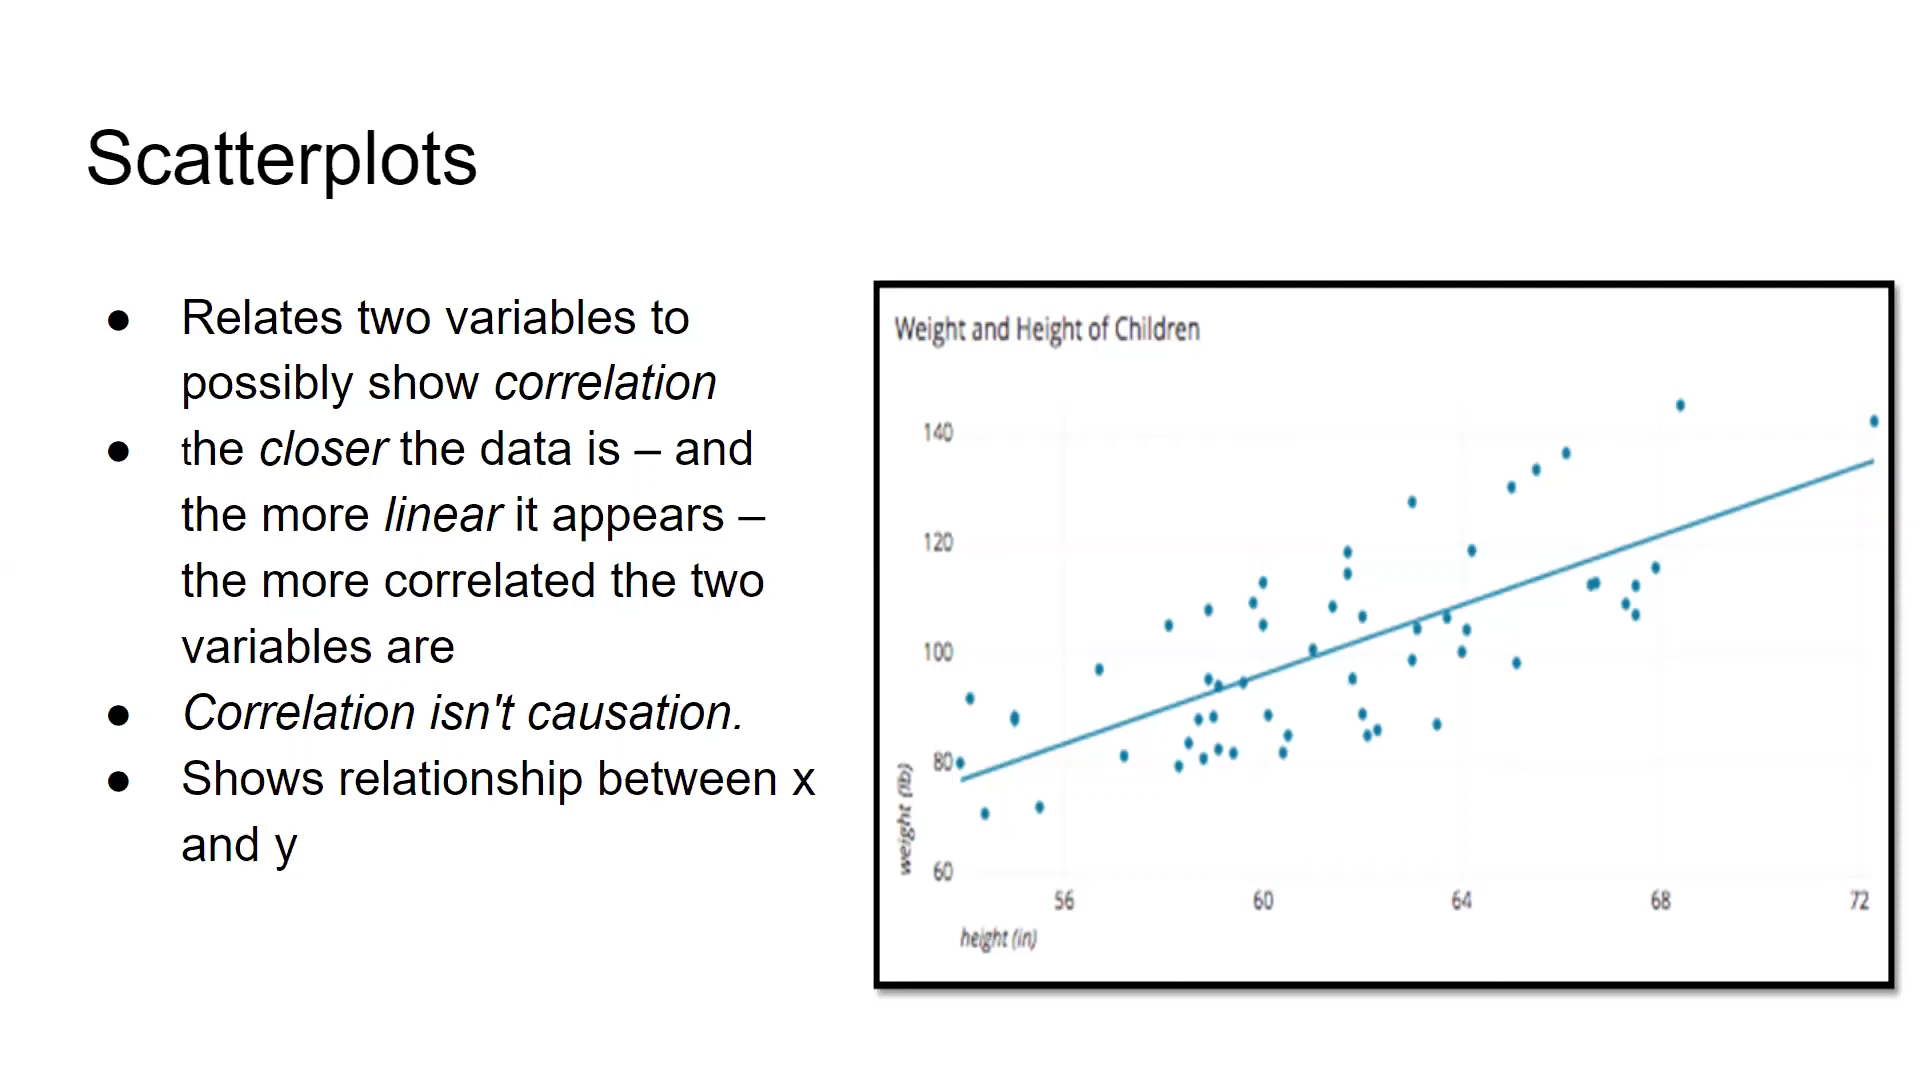 Scatterplots
● Relates two variables to
possibly show correlation
● the closer the data is – and
the more linear it appears –
the more correlated the two
variables are
● Correlation isn't causation.
● Shows relationship between x
and y
Weight and Height of Children
140
120
100
80
60
weight (lb)
56 60 64 68 72
height (in)